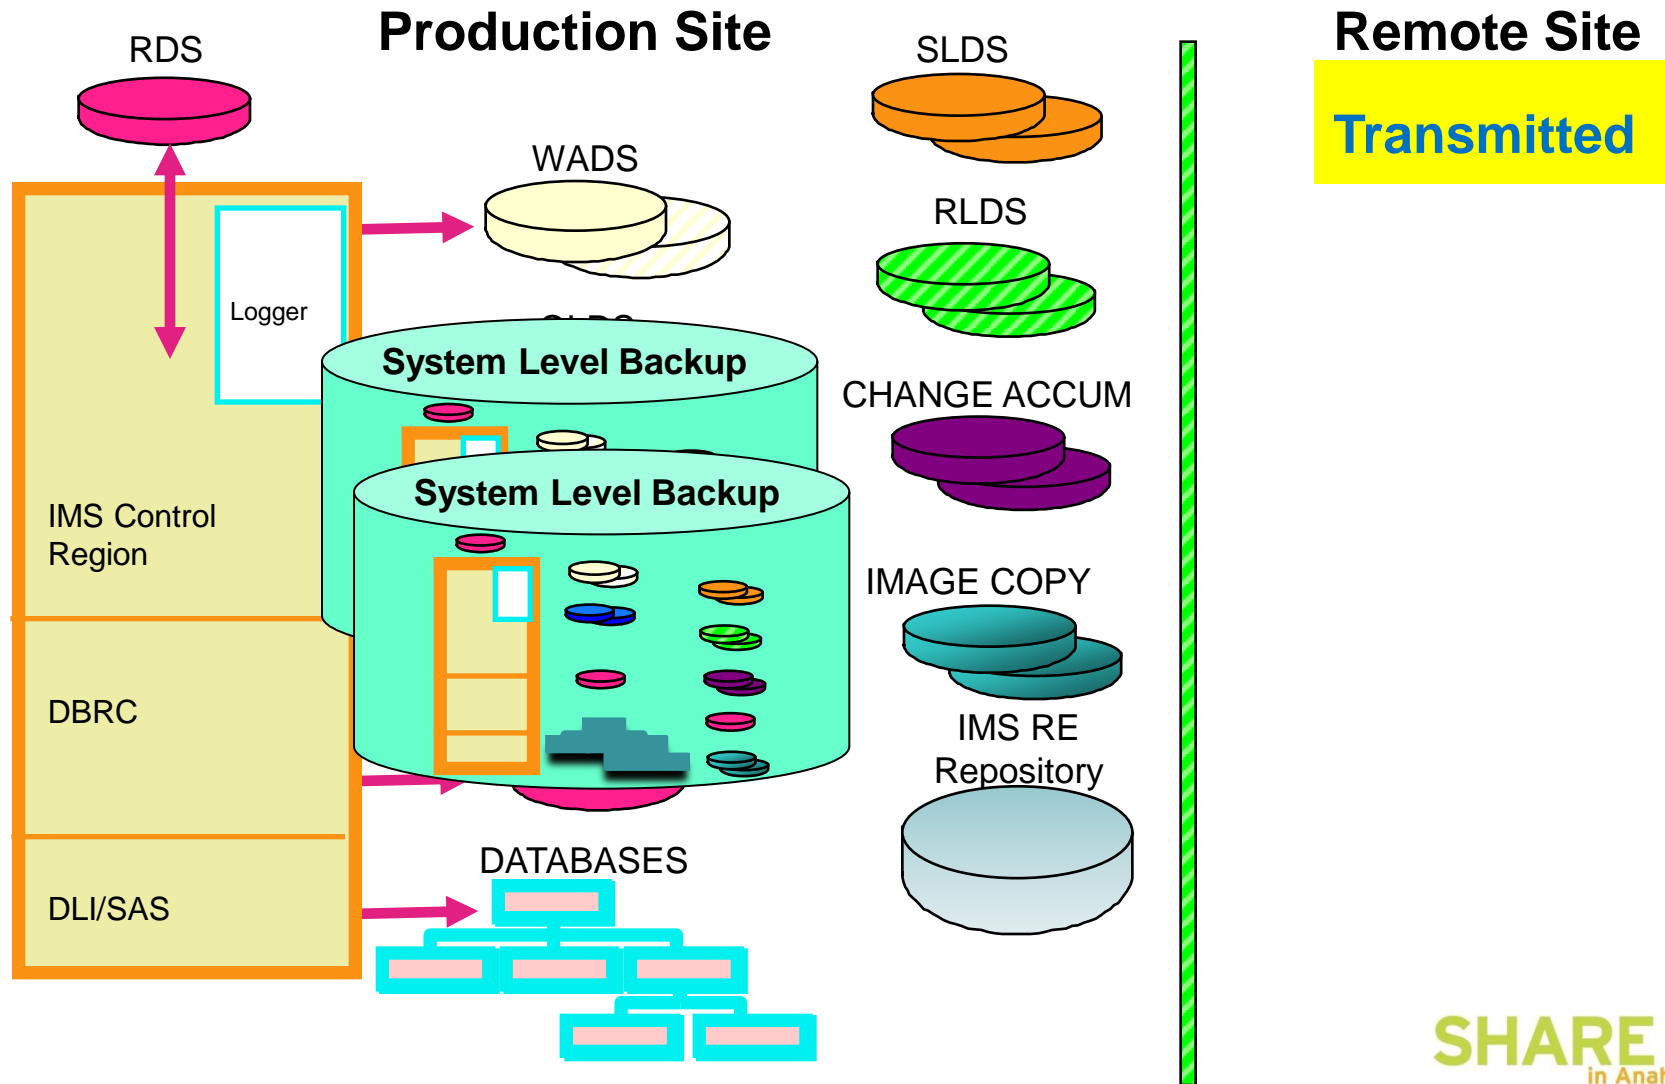 Production Site
Remote Site
RDS
SLDS
Transmitted
WADS
RLDS
Logger
System Level Backup
CHANGE ACCUM
System Level Backup
IMS Control
Region
IMAGE COPY
DBRC
IMS RE
Repository
DATABASES
DLI/SAS
SHARE
in